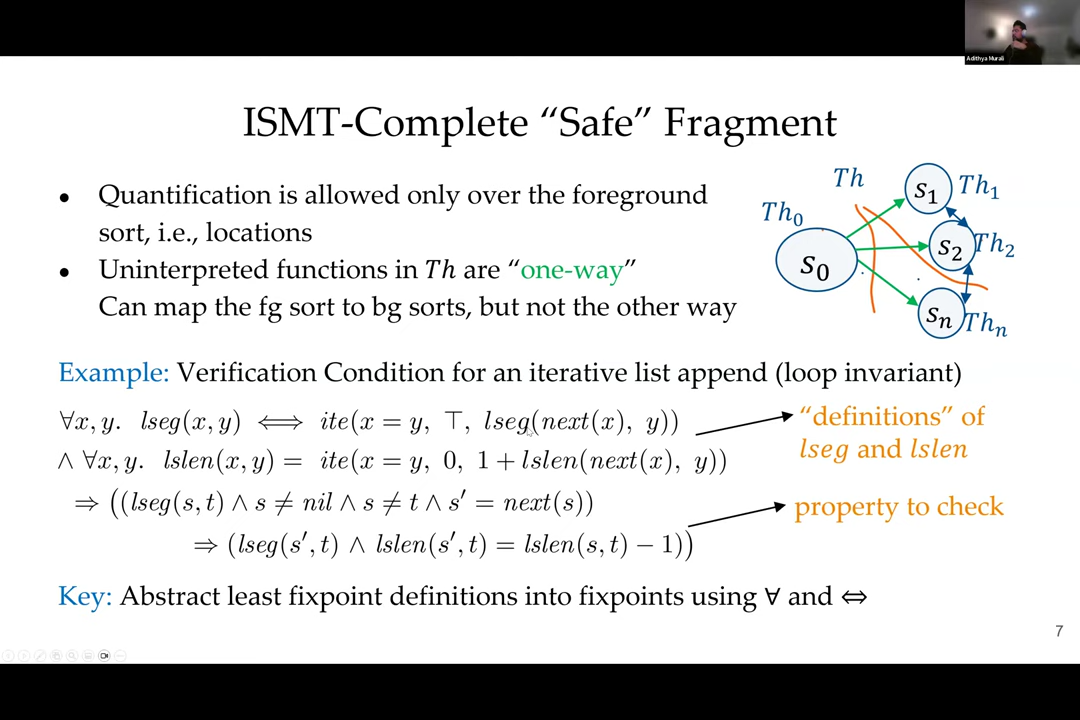 Adithya Murali
ISMT-Complete “Safe” Fragment
● Quantification is allowed only over the foreground
sort, i.e., locations
● Uninterpreted functions in Th are “one-way”
Can map the fg sort to bg sorts, but not the other way
Th
Th₀
s₀
s₁ Th₁
s₂ Th₂
sₙ Thₙ
Example: Verification Condition for an iterative list append (loop invariant)
∀x, y. lseg(x, y) ⟺ ite(x = y, ⊤, lseg(next(x), y))
∧ ∀x, y. lslen(x, y) = ite(x = y, 0, 1 + lslen(next(x), y))
⇒ ((lseg(s, t) ∧ s ≠ nil ∧ s ≠ t ∧ s′ = next(s))
⇒ (lseg(s′, t) ∧ lslen(s′, t) = lslen(s, t) − 1))
“definitions” of
lseg and lslen
property to check
Key: Abstract least fixpoint definitions into fixpoints using ∀ and ⇔
7